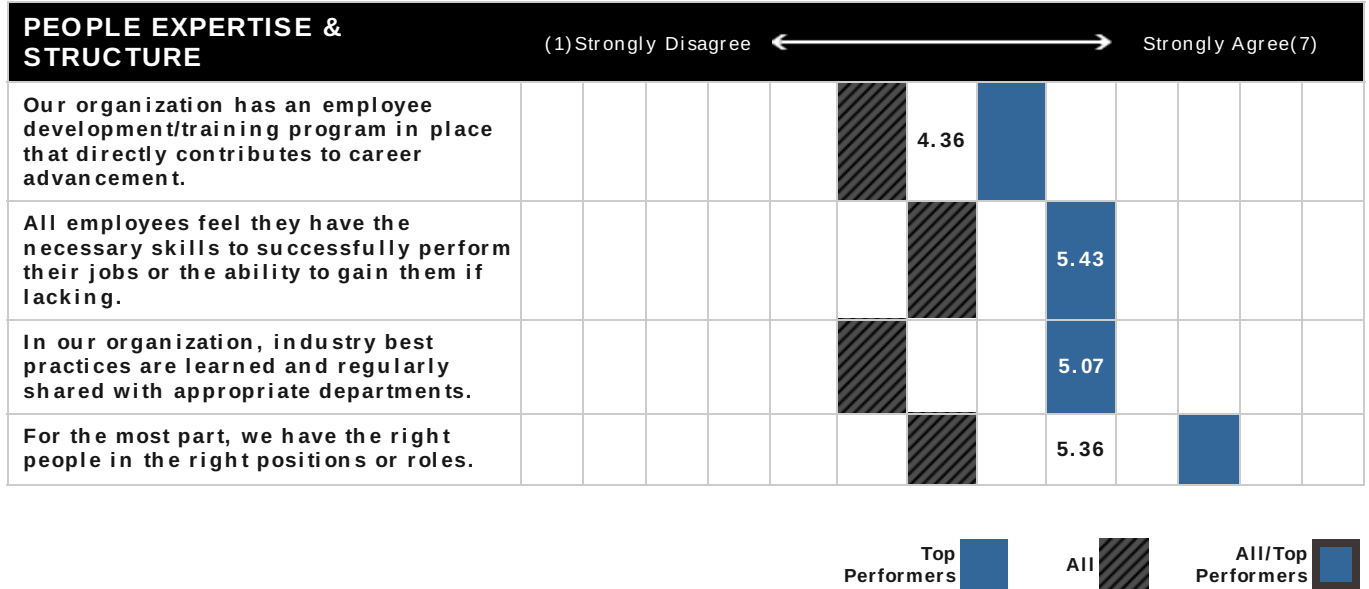 PEOPLE EXPERTISE &
STRUCTURE
(1)Strongly Disagree
Strongly Agree(7)
Our organization has an employee
development/training program in place
that directly contributes to career
advancement.
4.36
All employees feel they have the
necessary skills to successfully perform
their jobs or the ability to gain them if
lacking.
5.43
In our organization, industry best
practices are learned and regularly
shared with appropriate departments.
5.07
For the most part, we have the right
people in the right positions or roles.
5.36
Top
Performers
All
All/Top
Performers